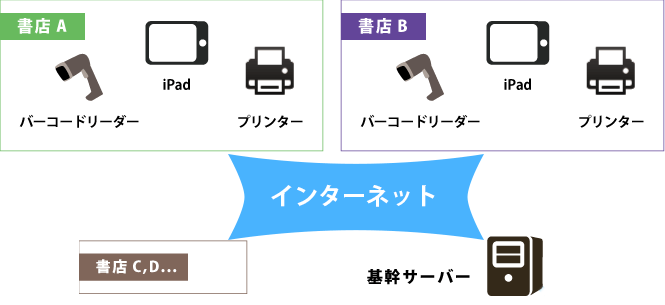 書店 A
iPad
バーコードリーダー
プリンター
書店 B
iPad
バーコードリーダー
プリンター
インターネット
書店 C,D...
基幹サーバー